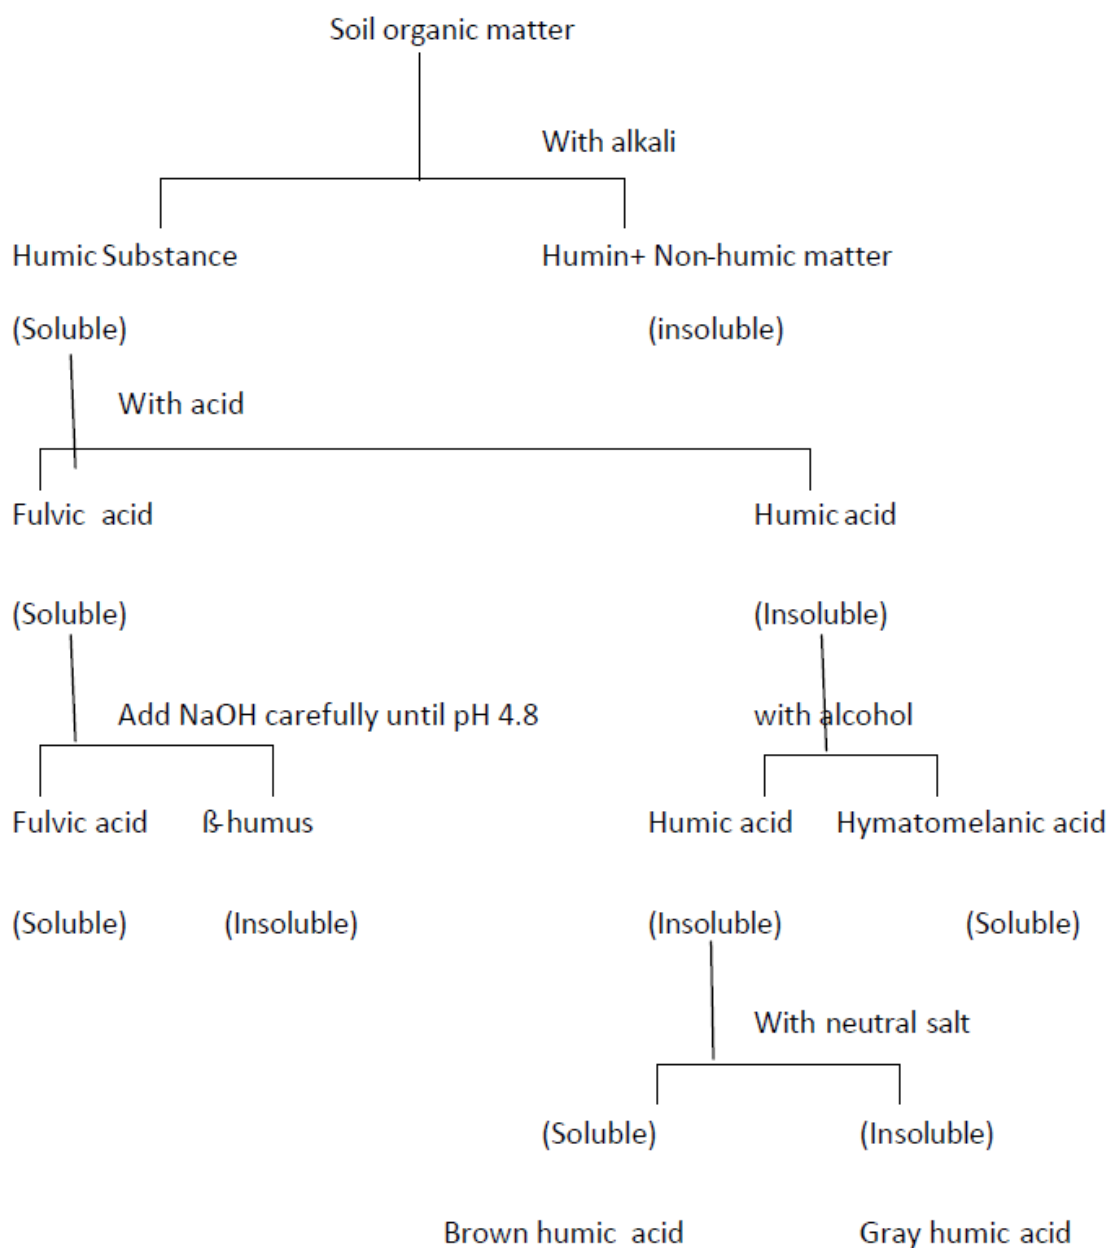 Soil organic matter
With alkali
Humic Substance Humin+ Non-humic matter
(Soluble) (insoluble)
With acid
Fulvic acid Humic acid
(Soluble) (Insoluble)
Add NaOH carefully until pH 4.8 with alcohol
Fulvic acid ß-humus Humic acid Hymatomelanic acid
(Soluble) (Insoluble) (Insoluble) (Soluble)
With neutral salt
(Soluble) (Insoluble)
Brown humic acid Gray humic acid